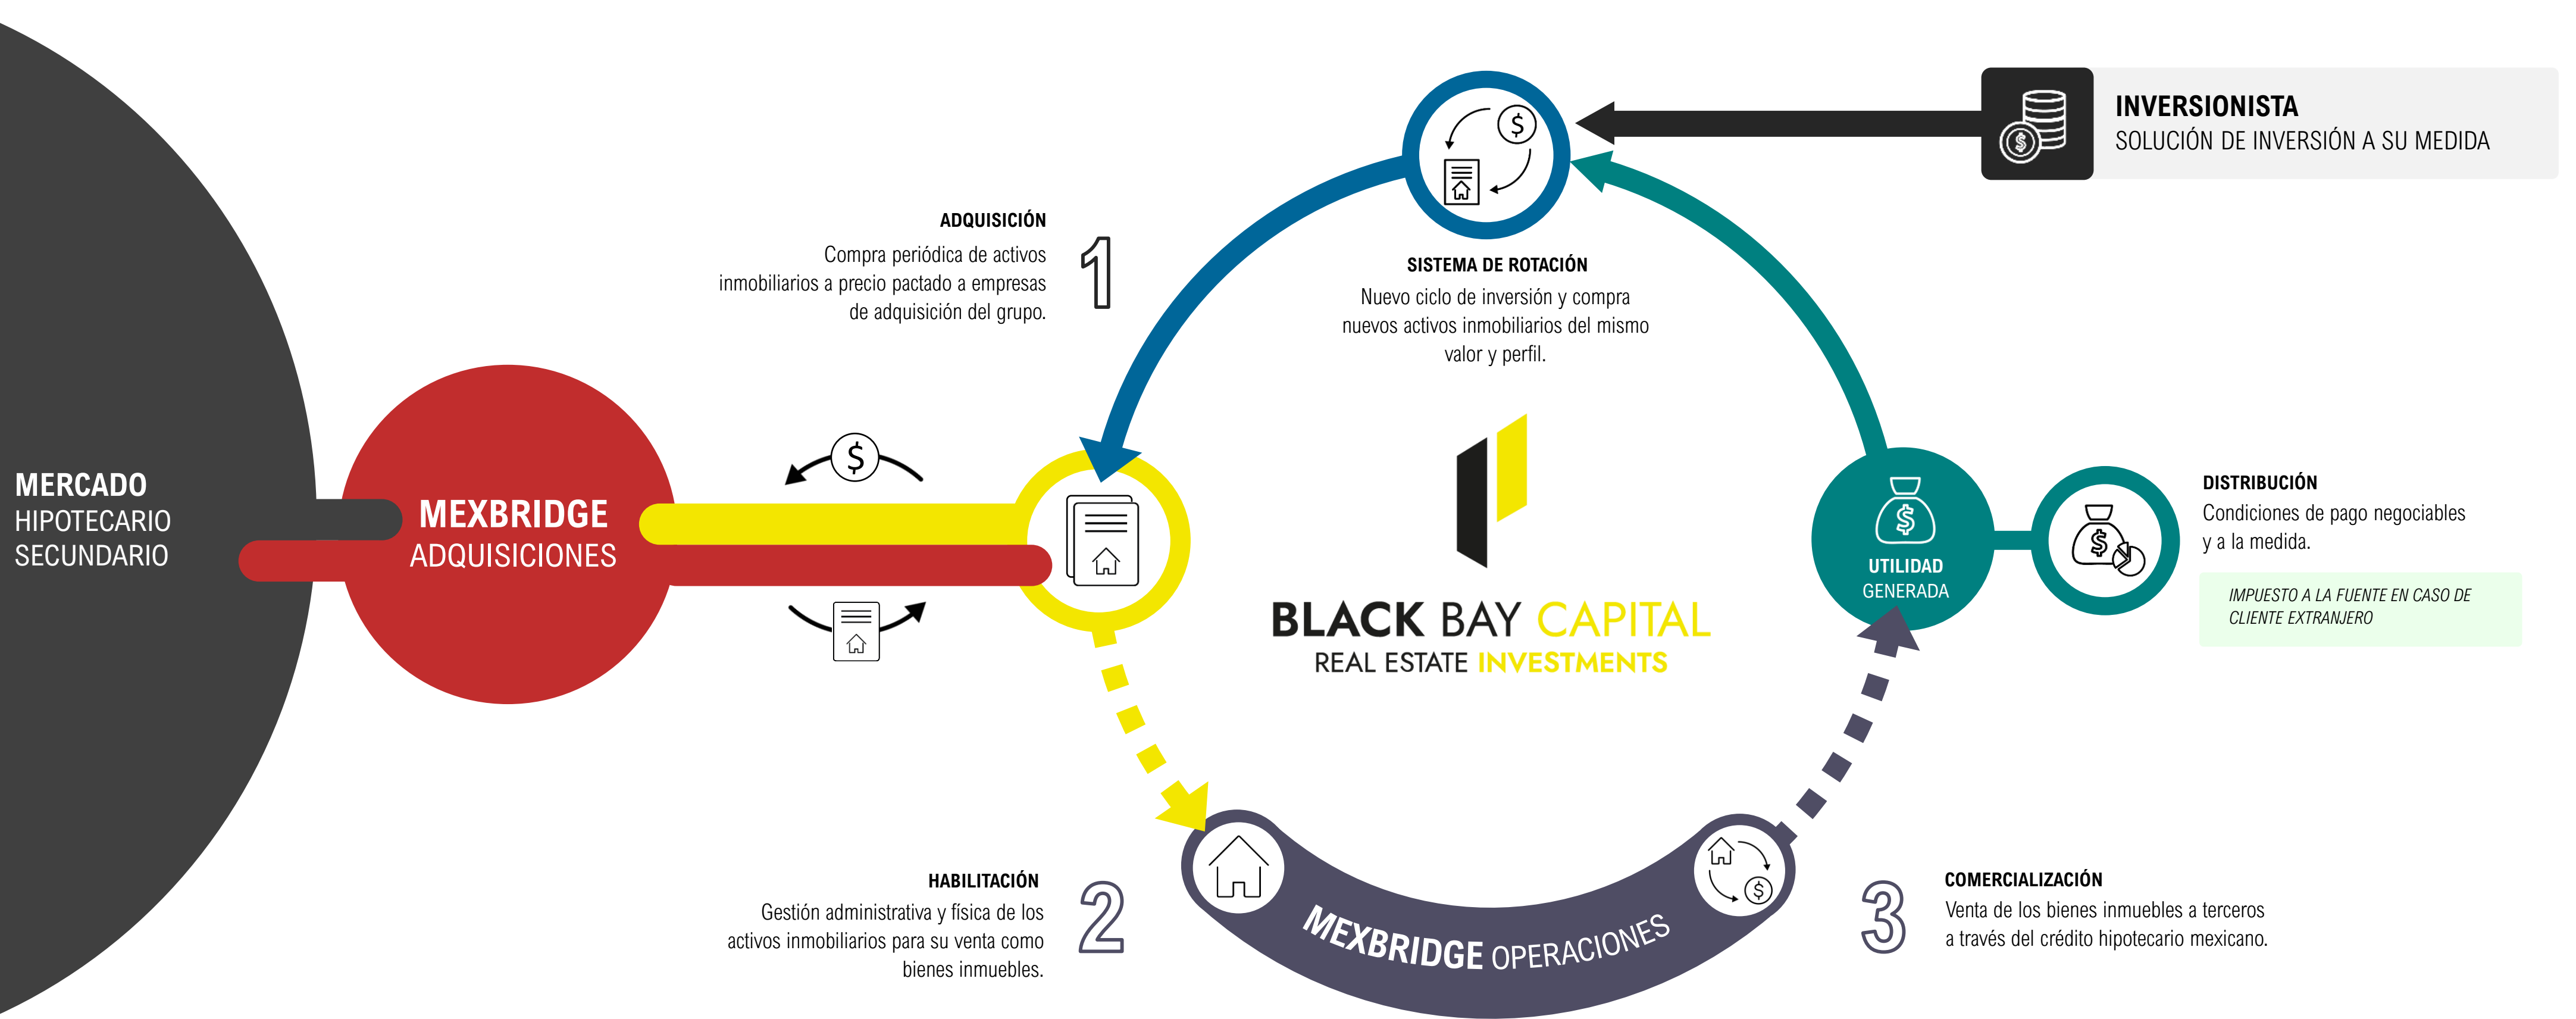 INVERSIONISTA
SOLUCIÓN DE INVERSIÓN A SU MEDIDA
ADQUISICIÓN
Compra periódica de activos
inmobiliarios a precio pactado a empresas
de adquisición del grupo.
1
SISTEMA DE ROTACIÓN
Nuevo ciclo de inversión y compra
nuevos activos inmobiliarios del mismo
valor y perfil.
MERCADO
HIPOTECARIO
SECUNDARIO
MEXBRIDGE
ADQUISICIONES
$
BLACK BAY CAPITAL
REAL ESTATE INVESTMENTS
UTILIDAD
GENERADA
DISTRIBUCIÓN
Condiciones de pago negociables
y a la medida.
IMPUESTO A LA FUENTE EN CASO DE
CLIENTE EXTRANJERO
HABILITACIÓN
Gestión administrativa y física de los
activos inmobiliarios para su venta como
bienes inmuebles.
2
MEXBRIDGE OPERACIONES
3
COMERCIALIZACIÓN
Venta de los bienes inmuebles a terceros
a través del crédito hipotecario mexicano.